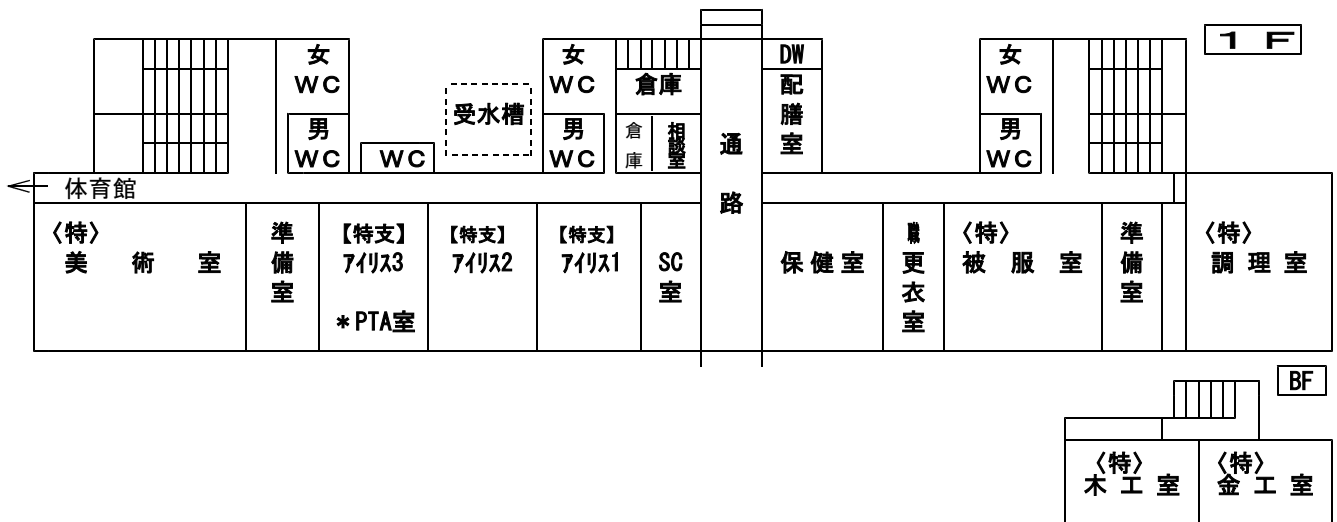 1 F
女
WC
男
WC
WC
受水槽
女
WC
男
WC
倉庫
倉庫
相談室
通路
DW
配膳室
女
WC
男
WC
体育館
〈特〉
美術室
準備室
【特支】
アイリス3
*PTA室
【特支】
アイリス2
【特支】
アイリス1
SC室
保健室
更衣室
〈特〉
被服室
準備室
〈特〉
調理室
BF
〈特〉
木工室
〈特〉
金工室